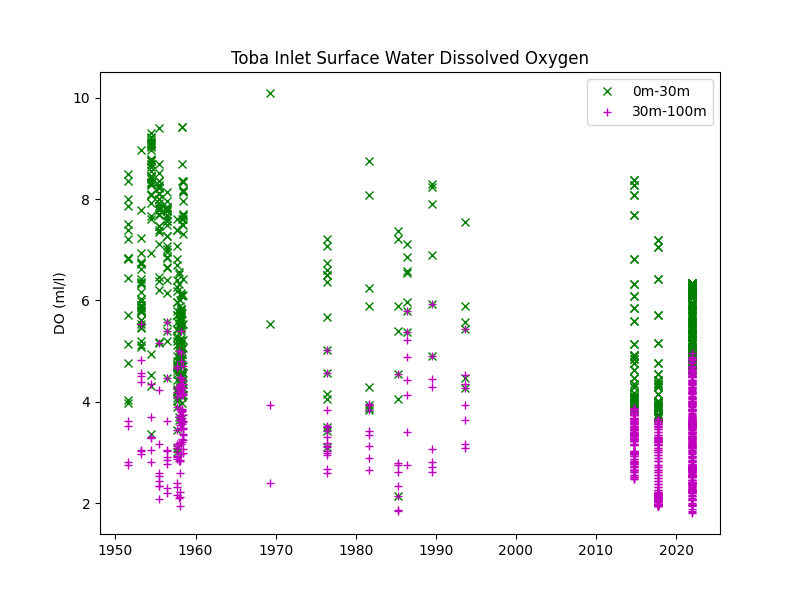 Toba Inlet Surface Water Dissolved Oxygen
0m-30m
30m-100m
DO (ml/l)
10
8
6
4
2
1950 1960 1970 1980 1990 2000 2010 2020